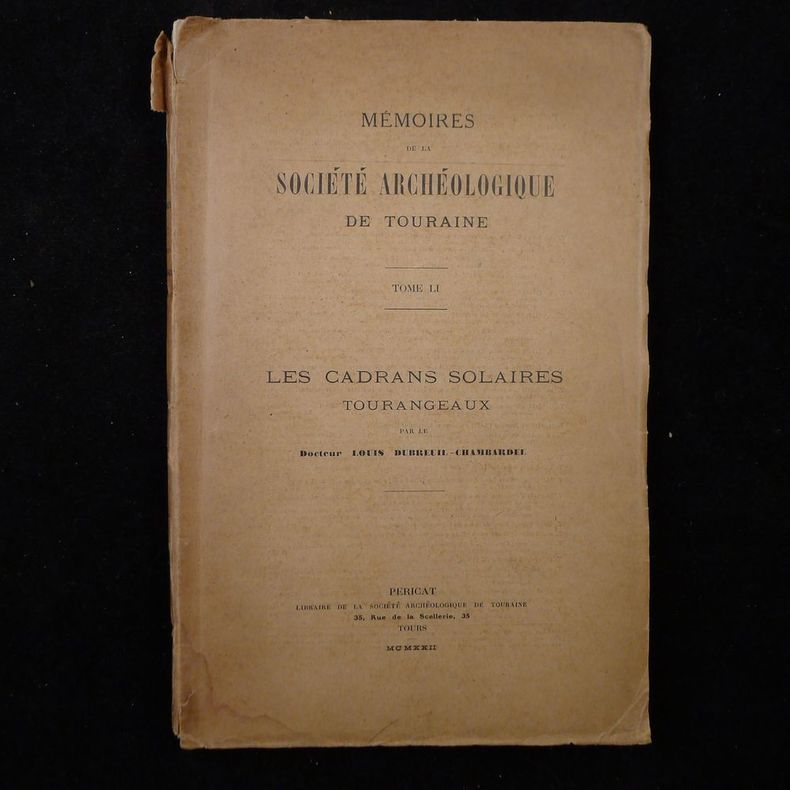 MÉMOIRES
DE LA
SOCIÉTÉ ARCHÉOLOGIQUE
DE TOURAINE
TOME LI
LES CADRANS SOLAIRES
TOURANGEAUX
PAR LE
Docteur LOUIS DUBREUIL-CHAMBARDEL
PERICAT
LIBRAIRE DE LA SOCIÉTÉ ARCHÉOLOGIQUE DE TOURAINE
35, Rue de la Scellerie, 35
TOURS
MCMXXII